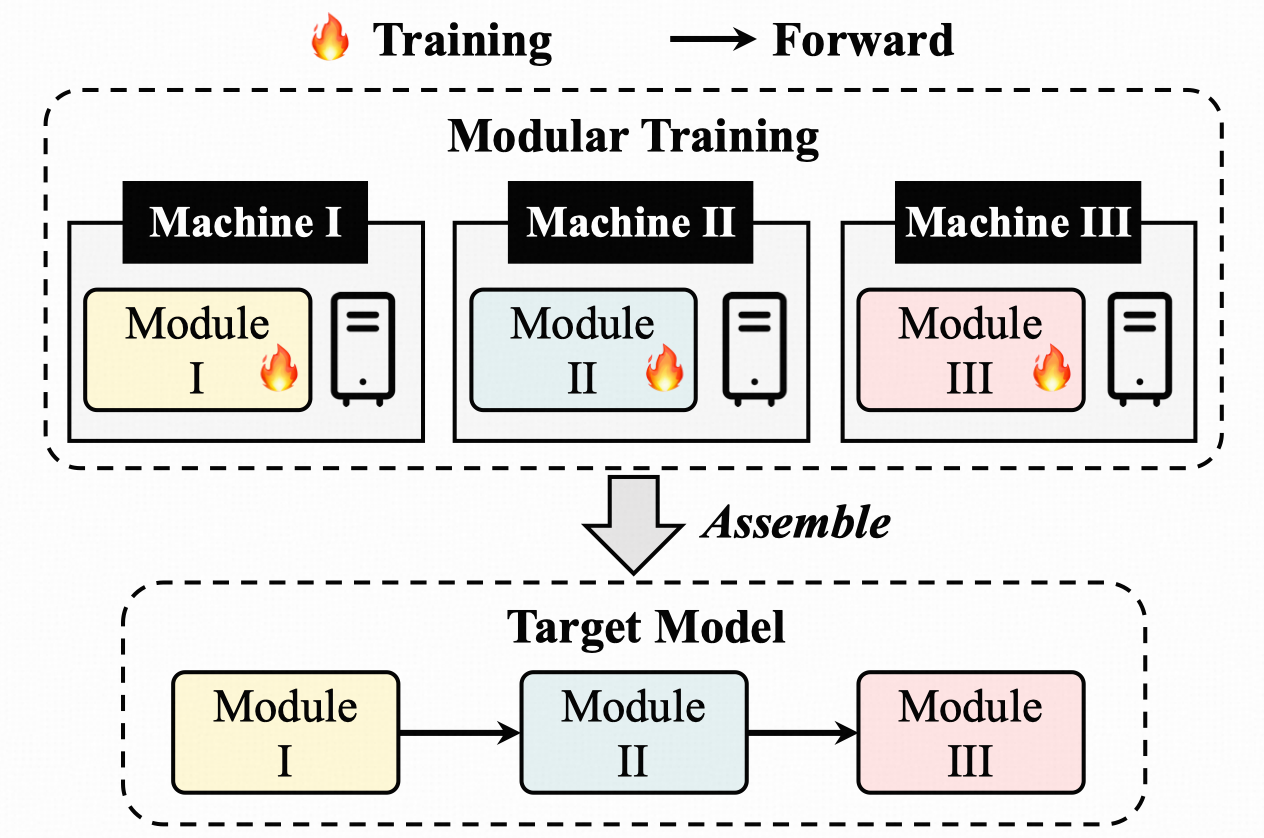 Training
Forward
Modular Training
Machine I
Machine II
Machine III
Module
I
Module
II
Module
III
Assemble
Target Model
Module
I
Module
II
Module
III